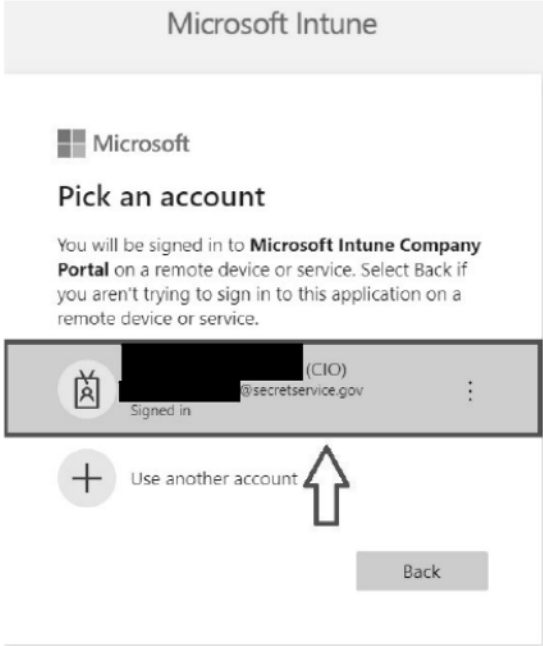 Microsoft Intune
Microsoft
Pick an account
You will be signed in to Microsoft Intune Company
Portal on a remote device or service. Select Back if
you aren't trying to sign in to this application on a
remote device or service.
(CIO)
@secretservice.gov
Signed in
Use another account
Back